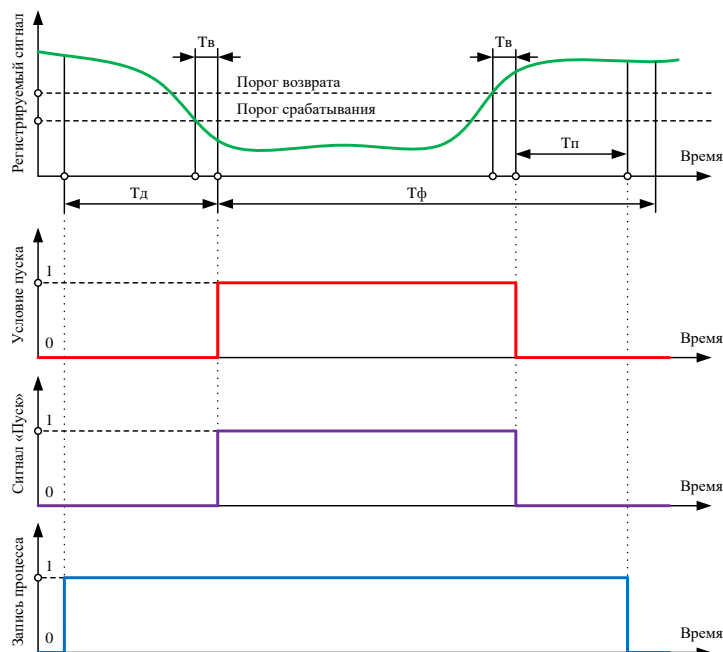 Регистрируемый сигнал
Тв
Тв
Порог возврата
Порог срабатывания
Тп
Время
Тд
Тф
Условие пуска
1
0
Время
Сигнал «Пуск»
1
0
Время
Запись процесса
1
0
Время